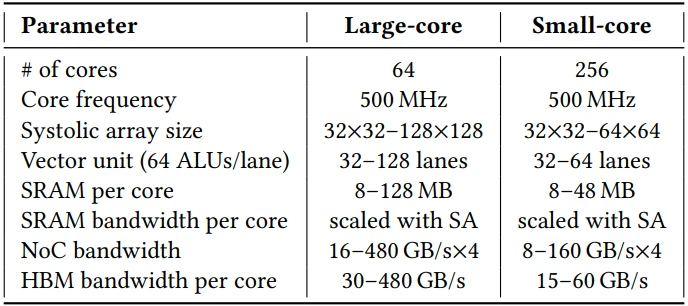 Parameter Large-core Small-core
# of cores 64 256
Core frequency 500 MHz 500 MHz
Systolic array size 32×32–128×128 32×32–64×64
Vector unit (64 ALUs/lane) 32–128 lanes 32–64 lanes
SRAM per core 8–128 MB 8–48 MB
SRAM bandwidth per core scaled with SA scaled with SA
NoC bandwidth 16–480 GB/s×4 8–160 GB/s×4
HBM bandwidth per core 30–480 GB/s 15–60 GB/s